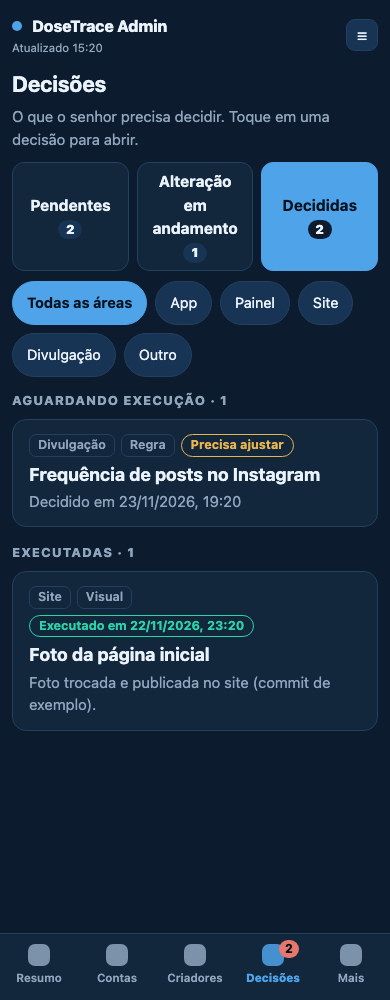 DoseTrace Admin
Atualizado 15:20
≡
Decisões
O que o senhor precisa decidir. Toque em uma
decisão para abrir.
Pendentes
2
Alteração
em
andamento
1
Decididas
2
Todas as áreas
App
Painel
Site
Divulgação
Outro
AGUARDANDO EXECUÇÃO · 1
Divulgação
Regra
Precisa ajustar
Frequência de posts no Instagram
Decidido em 23/11/2026, 19:20
EXECUTADAS · 1
Site
Visual
Executado em 22/11/2026, 23:20
Foto da página inicial
Foto trocada e publicada no site (commit de
exemplo).
Resumo
Contas
Criadores
2
Decisões
Mais